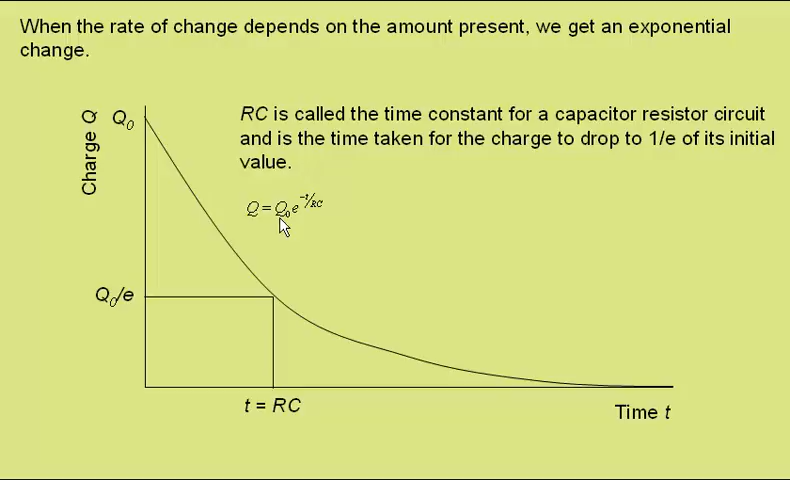 When the rate of change depends on the amount present, we get an exponential
change.
Charge Q
Q₀
RC is called the time constant for a capacitor resistor circuit
and is the time taken for the charge to drop to 1/e of its initial
value.
Q = Q₀e^(-t/RC)
Q₀/e
t = RC
Time t